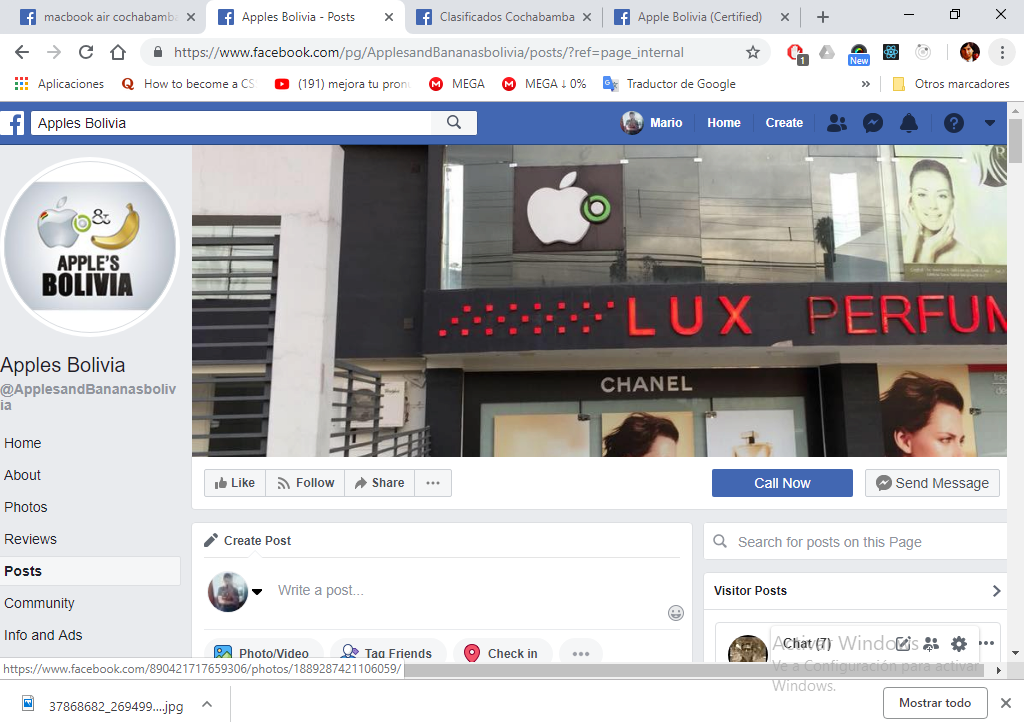 macbook air cochabamba
Apples Bolivia - Posts
Clasificados Cochabamba
Apple Bolivia (Certified)
https://www.facebook.com/pg/ApplesandBananasbolivia/posts/?ref=page_internal
1
New
Aplicaciones
How to become a CS
(191) mejora tu pronu
MEGA
MEGA ↓ 0%
Traductor de Google
»
Otros marcadores
Apples Bolivia
Mario
Home
Create
&
APPLE'S
BOLIVIA
LUX PERFUM
CHANEL
Apples Bolivia
@ApplesandBananasboliv
ia
Home
About
Photos
Reviews
Posts
Community
Info and Ads
Like
Follow
Share
Call Now
Send Message
Create Post
Write a post...
Photo/Video
Tag Friends
Check in
Search for posts on this Page
Visitor Posts
Chat (7)
Activar Windows
Ve a Configuración para activar
Windows.
https://www.facebook.com/890421717659306/photos/1889287421106059/
37868682_269499....jpg
Mostrar todo